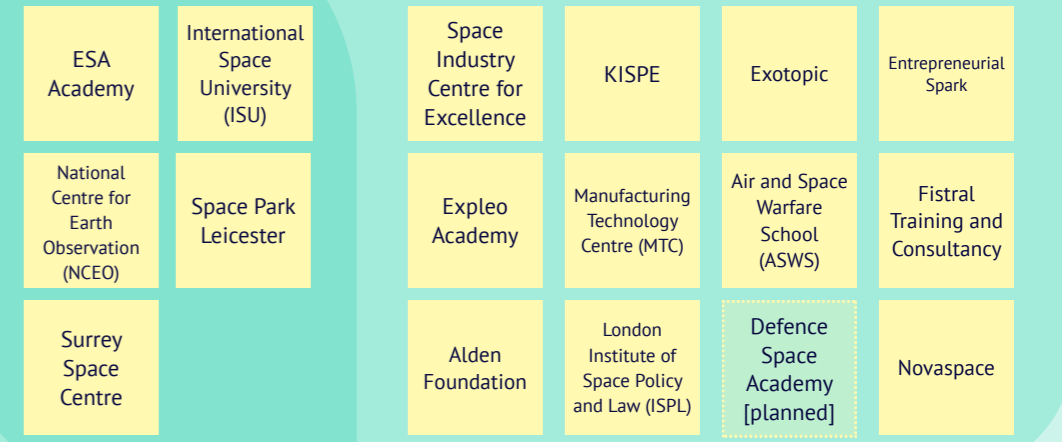 ESA
Academy
International
Space
University
(ISU)
Space
Industry
Centre for
Excellence
KISPE
Exotopic
Entrepreneurial
Spark
National
Centre for
Earth
Observation
(NCEO)
Space Park
Leicester
Expleo
Academy
Manufacturing
Technology
Centre (MTC)
Air and Space
Warfare
School
(ASWS)
Fistral
Training and
Consultancy
Surrey
Space
Centre
Alden
Foundation
London
Institute of
Space Policy
and Law (ISPL)
Defence
Space
Academy
[planned]
Novaspace